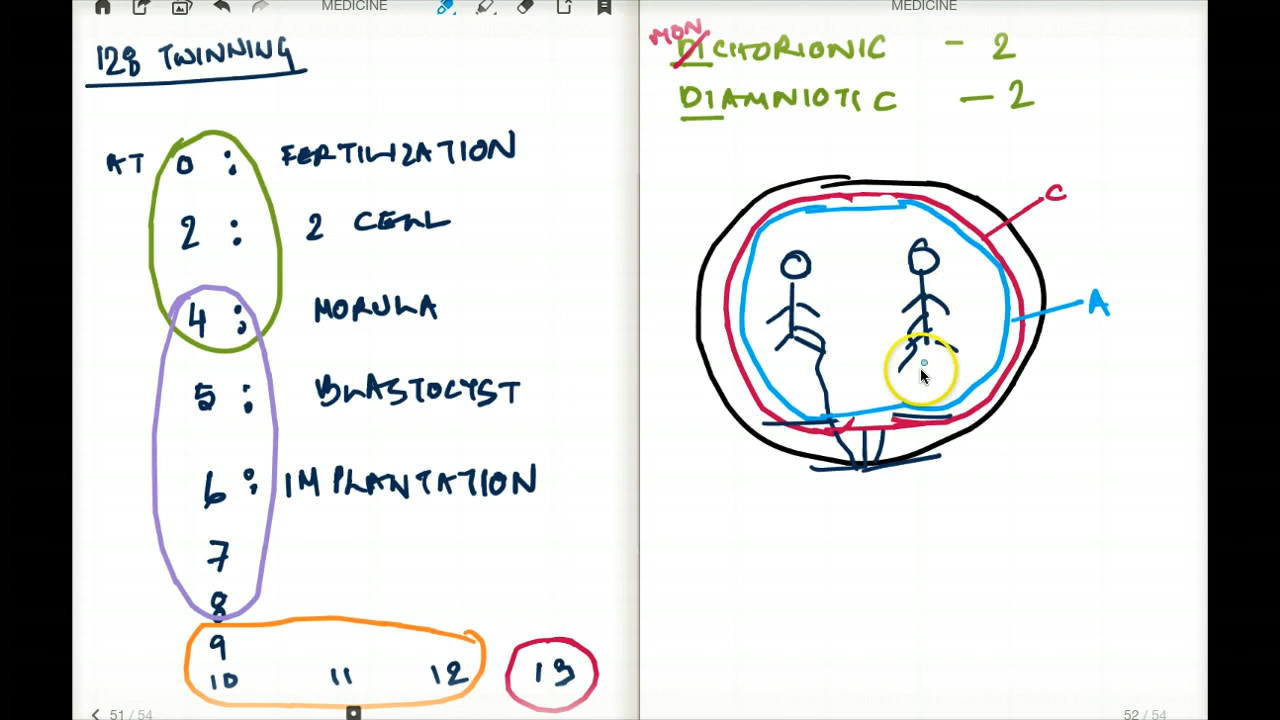 MEDICINE
128 TWINNING
AT 0 : FERTILIZATION
2 : 2 CELL
4 : MORULA
5 : BLASTOCYST
6 : IMPLANTATION
7
8
9
10 11 12 13
51 / 54
MEDICINE
MON
DICHORIONIC - 2
DIAMNIOTIC - 2
C
A
52 / 54